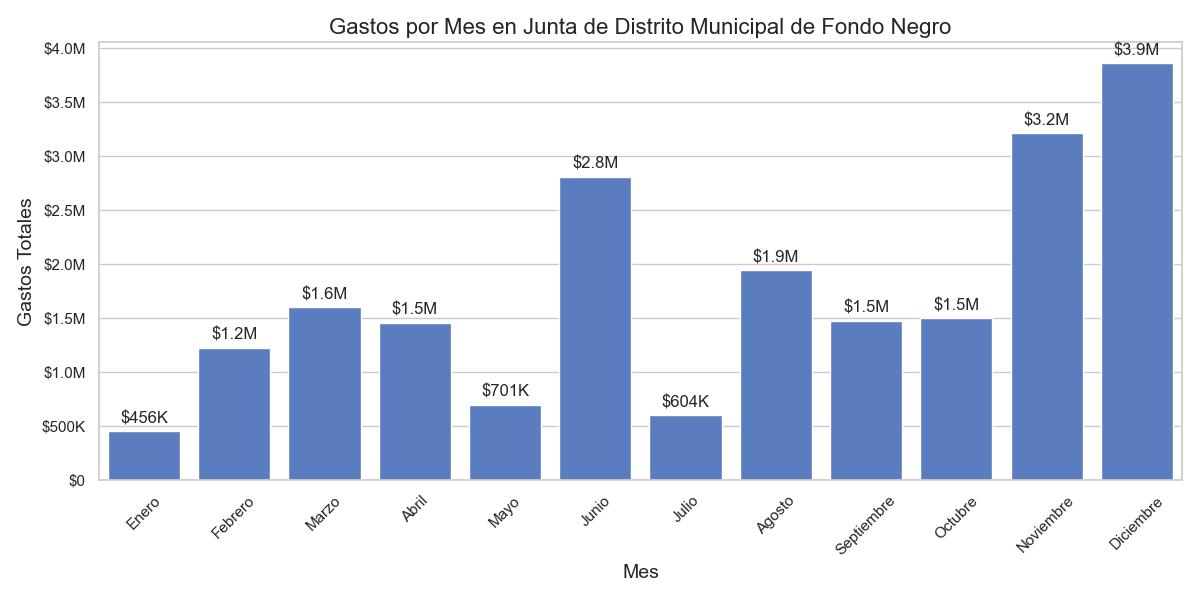 Gastos por Mes en Junta de Distrito Municipal de Fondo Negro
$4.0M
$3.5M
$3.0M
$2.5M
$2.0M
$1.5M
$1.0M
$500K
$0
Gastos Totales
$456K
$1.2M
$1.6M
$1.5M
$701K
$2.8M
$604K
$1.9M
$1.5M
$1.5M
$3.2M
$3.9M
Enero
Febrero
Marzo
Abril
Mayo
Junio
Julio
Agosto
Septiembre
Octubre
Noviembre
Diciembre
Mes